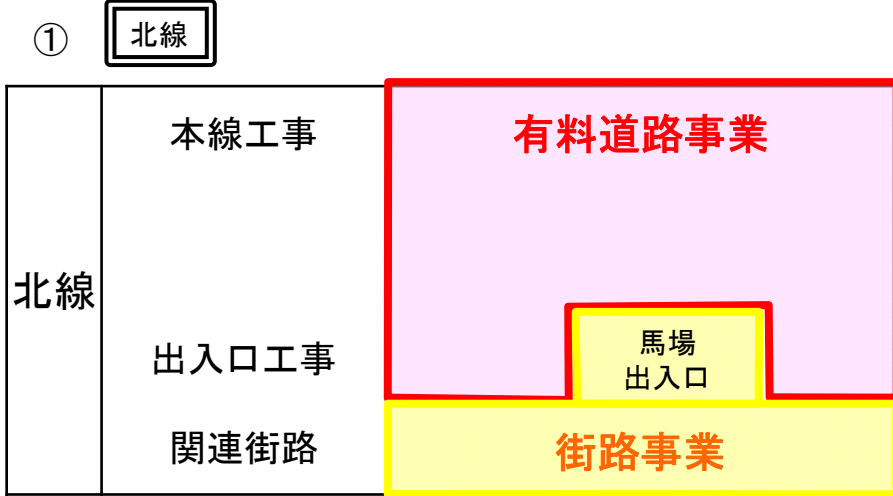 ① 北線
北線
本線工事
有料道路事業
出入口工事
馬場
出入口
関連街路
街路事業